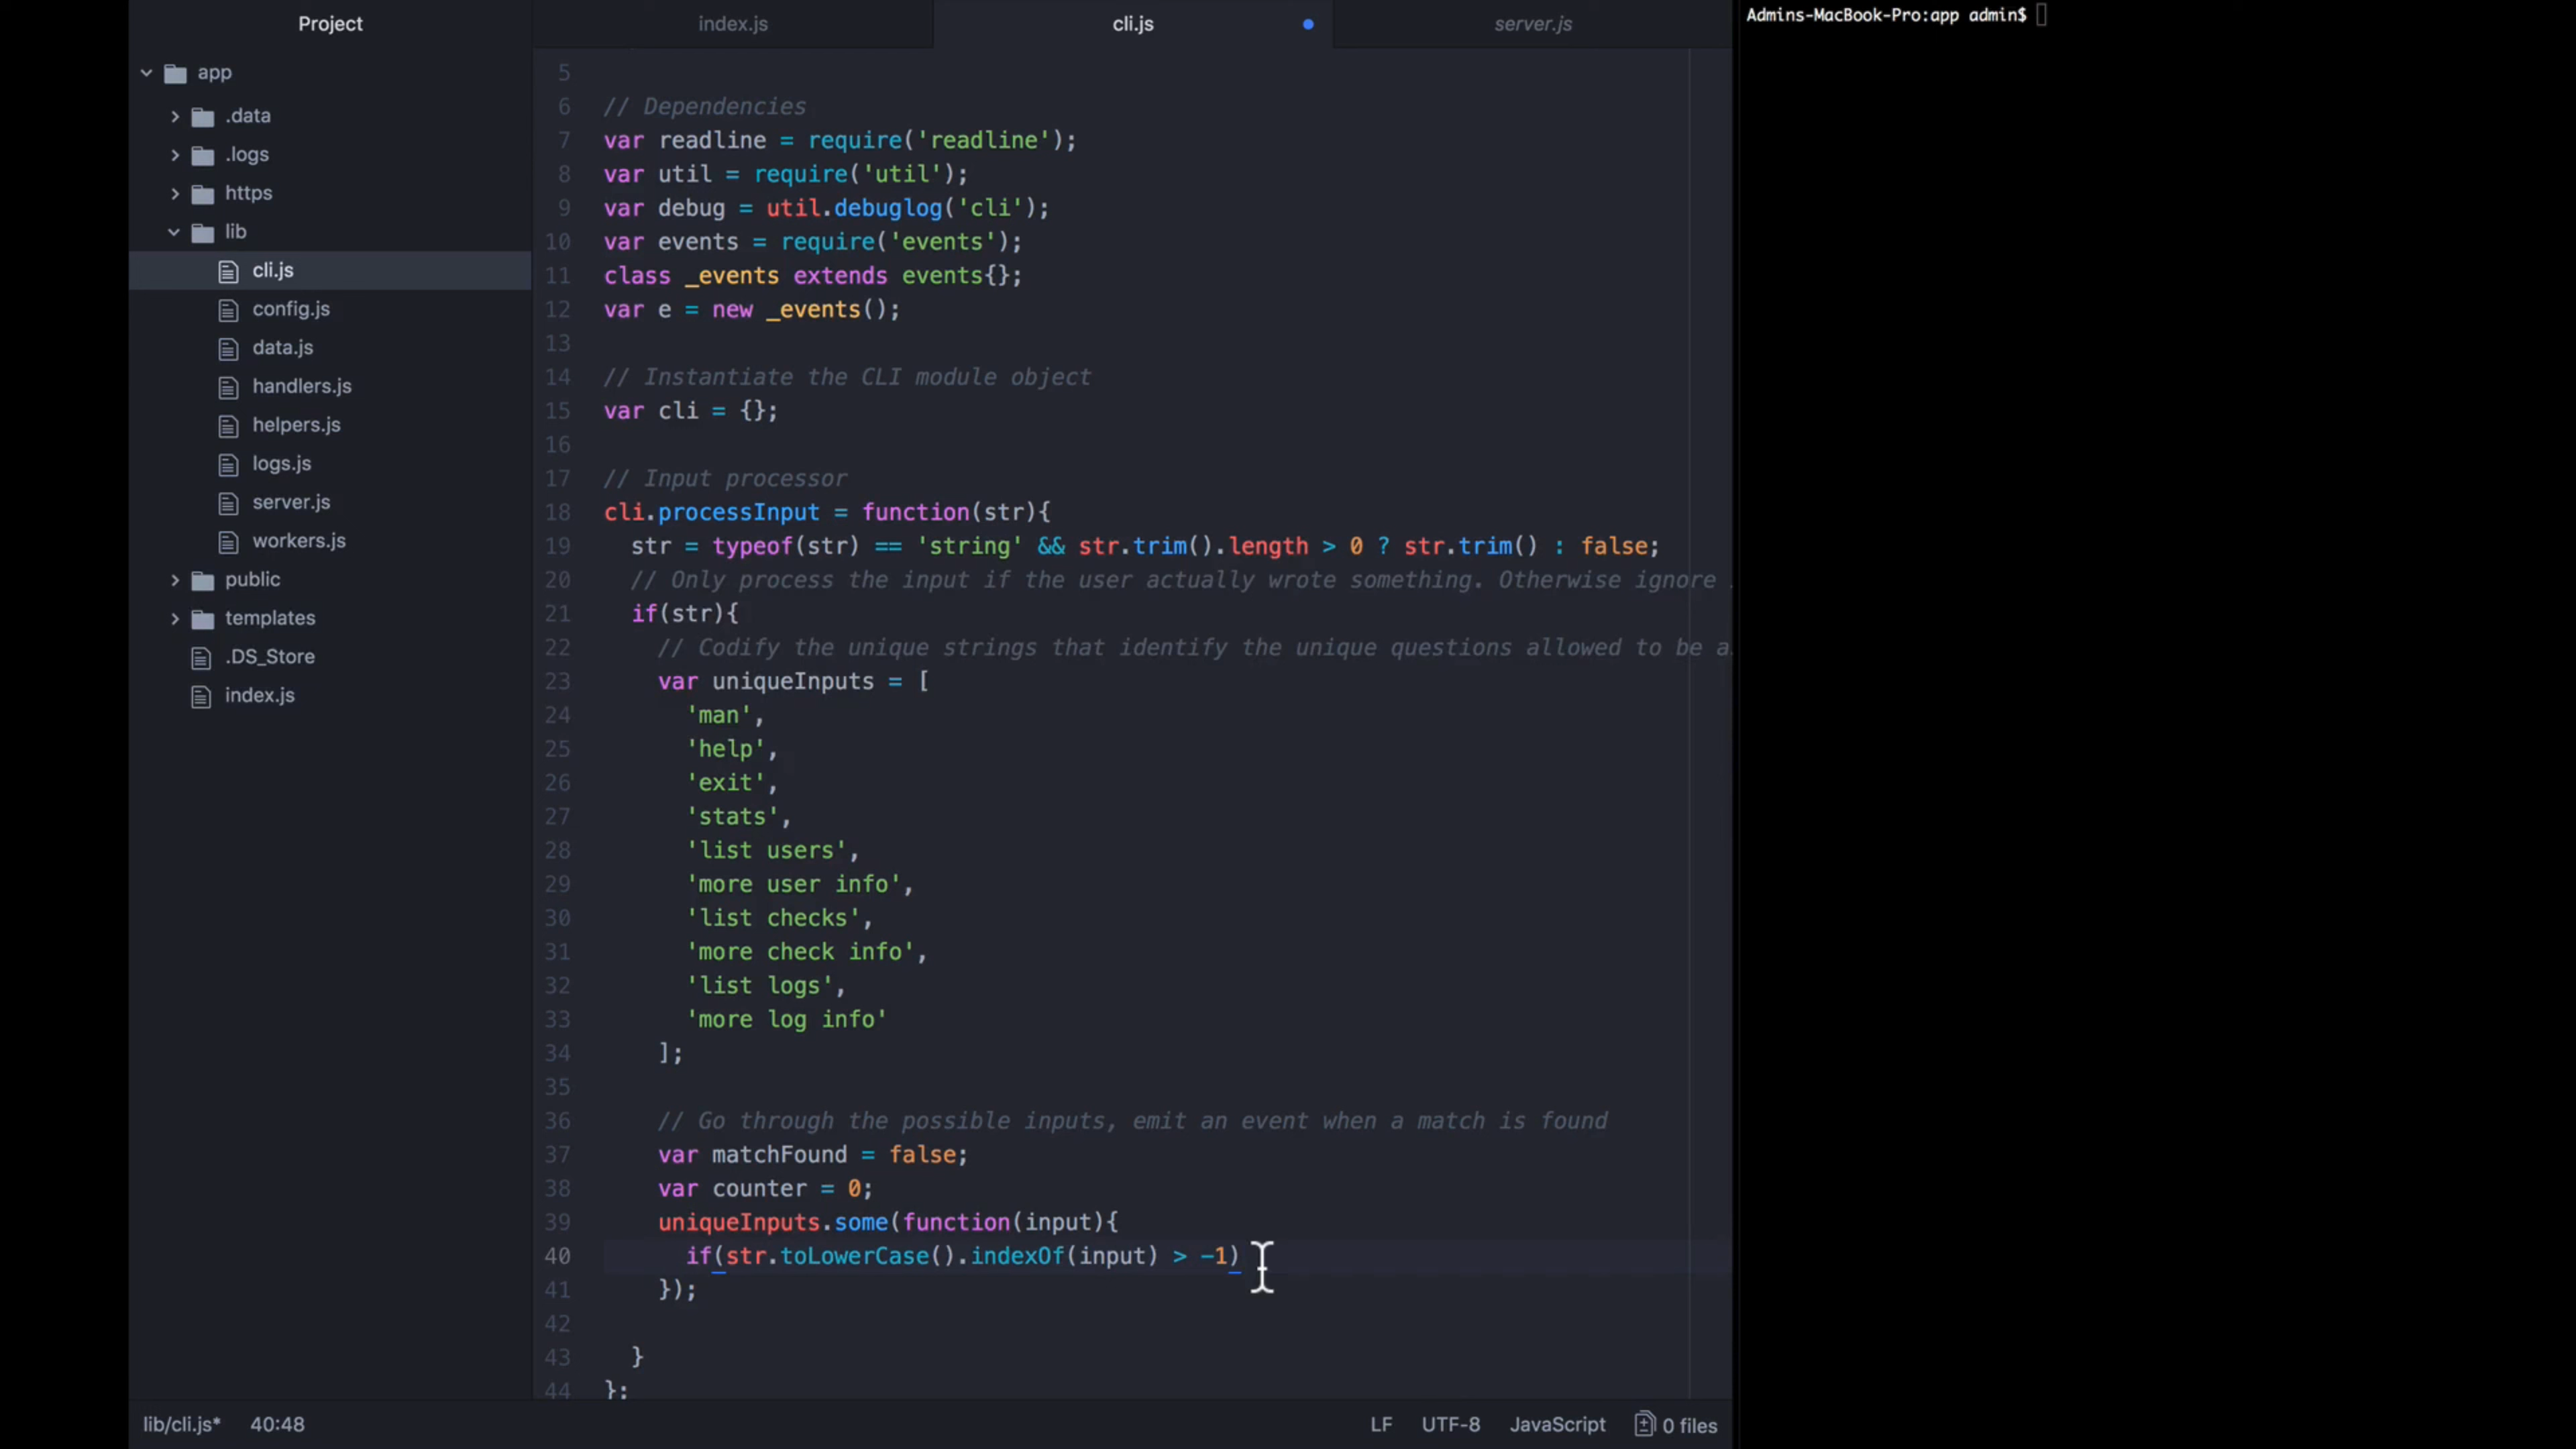 Project
app
.data
.logs
https
lib
cli.js
config.js
data.js
handlers.js
helpers.js
logs.js
server.js
workers.js
public
templates
.DS_Store
index.js
index.js
cli.js
server.js
5
6 // Dependencies
7 var readline = require('readline');
8 var util = require('util');
9 var debug = util.debuglog('cli');
10 var events = require('events');
11 class _events extends events{};
12 var e = new _events();
13
14 // Instantiate the CLI module object
15 var cli = {};
16
17 // Input processor
18 cli.processInput = function(str){
19 str = typeof(str) == 'string' && str.trim().length > 0 ? str.trim() : false;
20 // Only process the input if the user actually wrote something. Otherwise ignore
21 if(str){
22 // Codify the unique strings that identify the unique questions allowed to be a
23 var uniqueInputs = [
24 'man',
25 'help',
26 'exit',
27 'stats',
28 'list users',
29 'more user info',
30 'list checks',
31 'more check info',
32 'list logs',
33 'more log info'
34 ];
35
36 // Go through the possible inputs, emit an event when a match is found
37 var matchFound = false;
38 var counter = 0;
39 uniqueInputs.some(function(input){
40 if(str.toLowerCase().indexOf(input) > -1)
41 });
42
43 }
44 };
lib/cli.js* 40:48
LF UTF-8 JavaScript 0 files
Admins-MacBook-Pro:app admin$